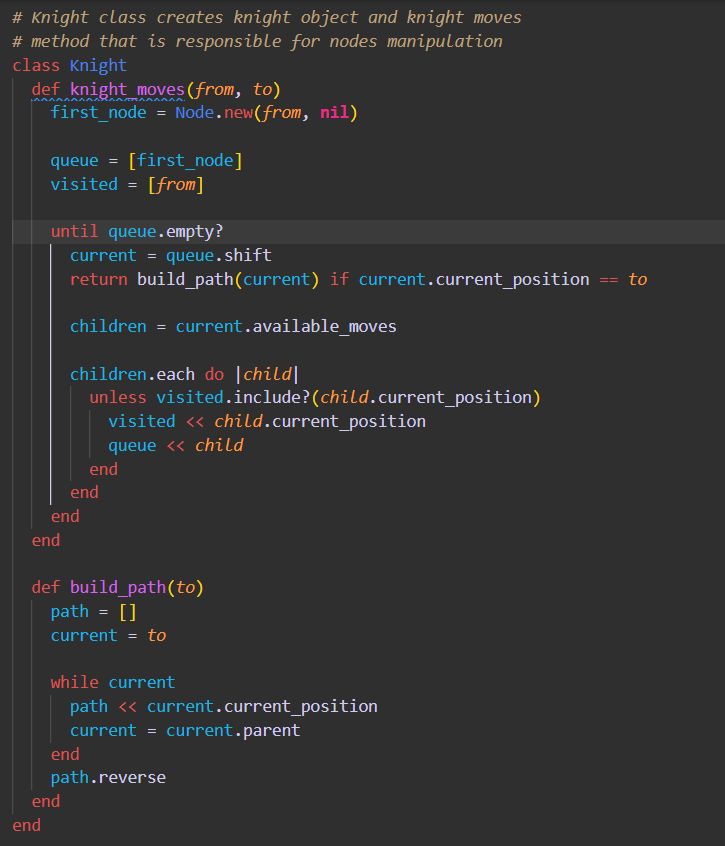 # Knight class creates knight object and knight moves
# method that is responsible for nodes manipulation
class Knight
  def knight_moves(from, to)
    first_node = Node.new(from, nil)

    queue = [first_node]
    visited = [from]

    until queue.empty?
      current = queue.shift
      return build_path(current) if current.current_position == to

      children = current.available_moves

      children.each do |child|
        unless visited.include?(child.current_position)
          visited << child.current_position
          queue << child
        end
      end
    end
  end

  def build_path(to)
    path = []
    current = to

    while current
      path << current.current_position
      current = current.parent
    end
    path.reverse
  end
end